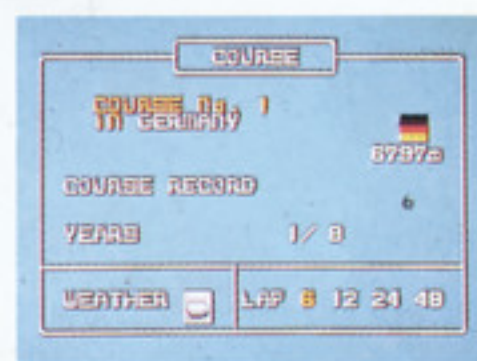 COURSE
COURSE No. 1
IN GERMANY
6797m
COURSE RECORD
YEARS 1/ 8
WEATHER LAP 6 12 24 48